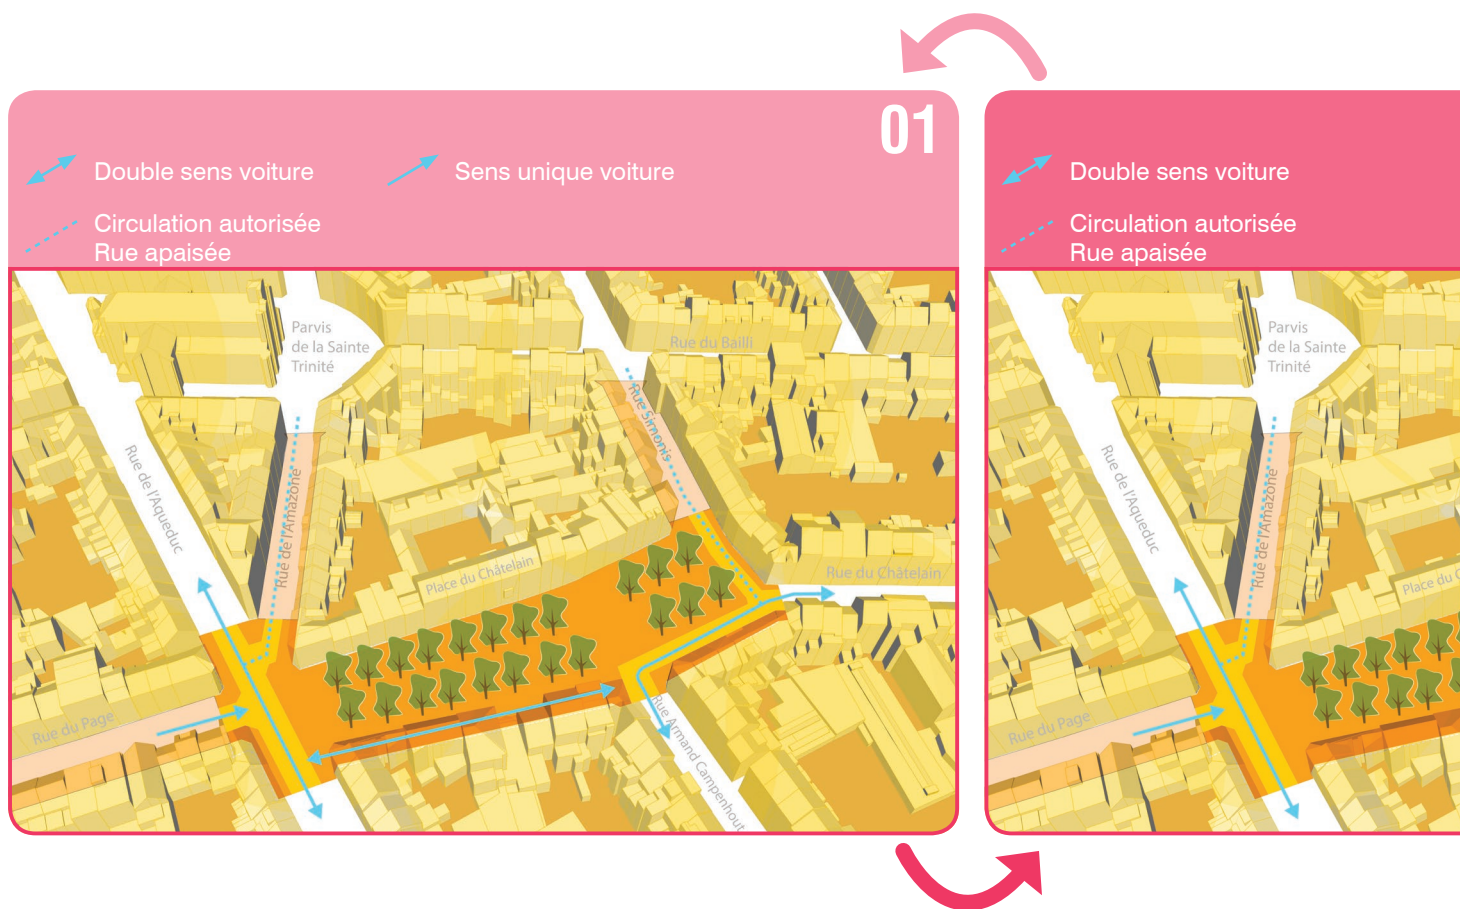 01
Double sens voiture
Sens unique voiture
Circulation autorisée
Rue apaisée
Parvis
de la Sainte
Trinité
Rue du Bailli
Rue Simonis
Rue de l'Aqueduc
Rue de l'Amazone
Place du Châtelain
Rue du Châtelain
Rue du Page
Rue Armand Campenhout
Double sens voiture
Circulation autorisée
Rue apaisée
Parvis
de la Sainte
Trinité
Rue de l'Aqueduc
Rue de l'Amazone
Place du C
Rue du Page